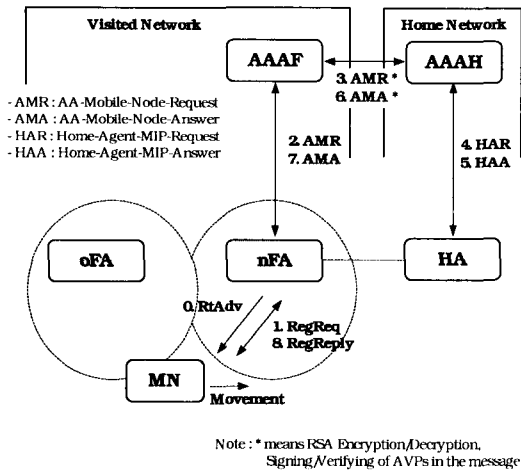 Visited Network
Home Network
AAAF
AAAH
3. AMR *
6. AMA *
- AMR : AA-Mobile-Node-Request
- AMA : AA-Mobile-Node-Answer
- HAR : Home-Agent-MIP-Request
- HAA : Home-Agent-MIP-Answer
2. AMR
7. AMA
4. HAR
5. HAA
oFA
nFA
HA
0. RtAdv
1. RegReq
8. RegReply
MN
Movement
Note : * means RSA Encryption/Decryption,
Signing/Verifying of AVPs in the message